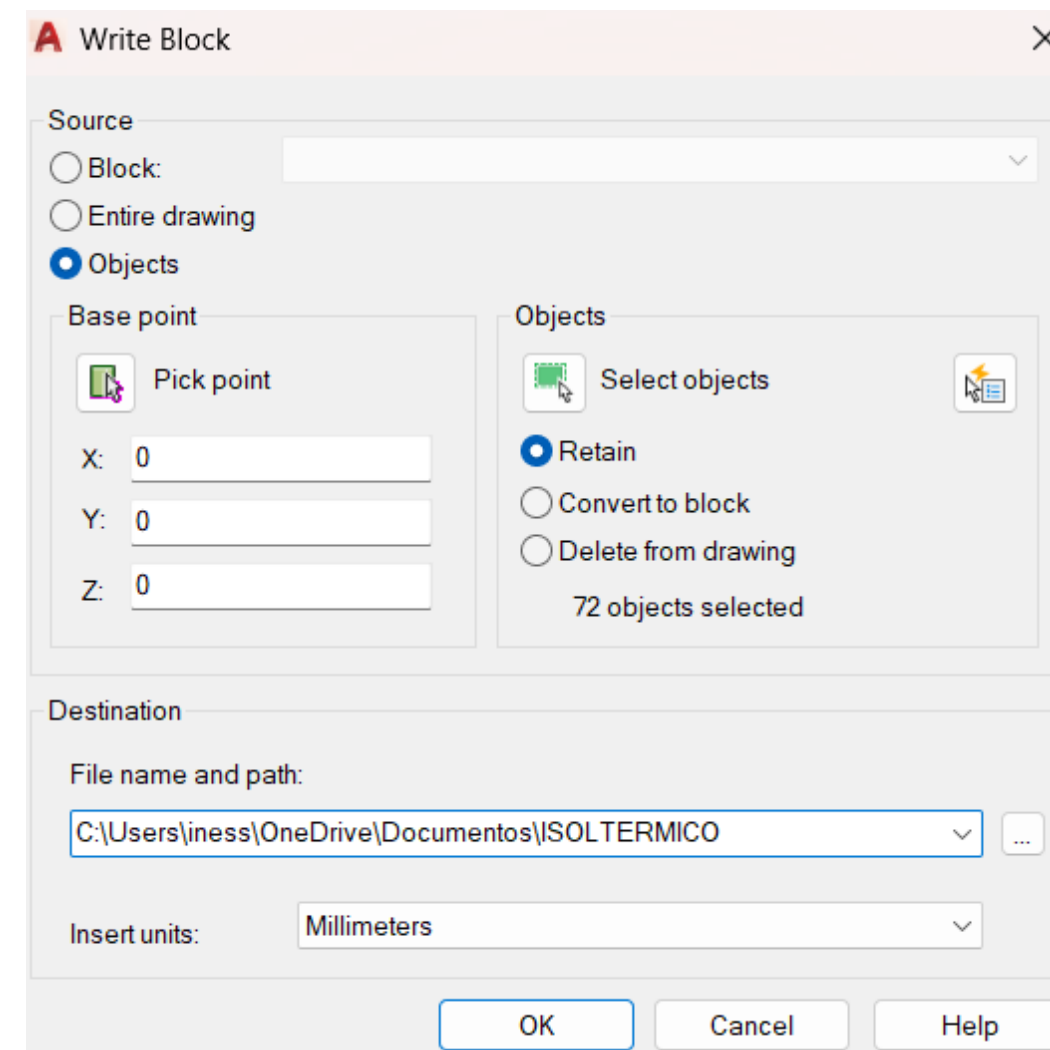 Write Block
Source
Block:
Entire drawing
Objects
Base point
Pick point
X: 0
Y: 0
Z: 0
Objects
Select objects
Retain
Convert to block
Delete from drawing
72 objects selected
Destination
File name and path:
C:\Users\iness\OneDrive\Documentos\ISOLTERMICO
...
Insert units: Millimeters
OK Cancel Help